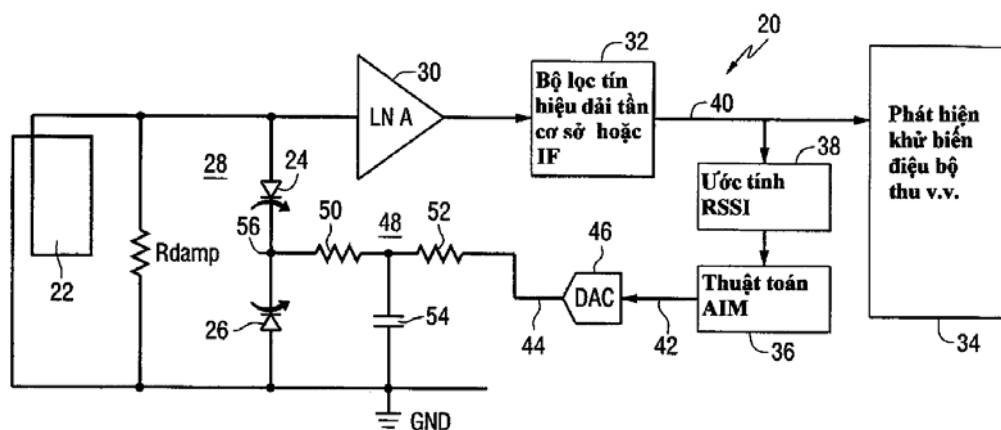 20
30
32
LN A
Bộ lọc tín
hiệu dải tần
cơ sở hoặc
IF
40
Phát hiện
khử biến
điệu bộ
thu v.v.
28
24
38
Ước tính
RSSI
56
50
48
52
46
Rdamp
22
DAC
Thuật toán
AIM
26
54
44
42
36
34
GND